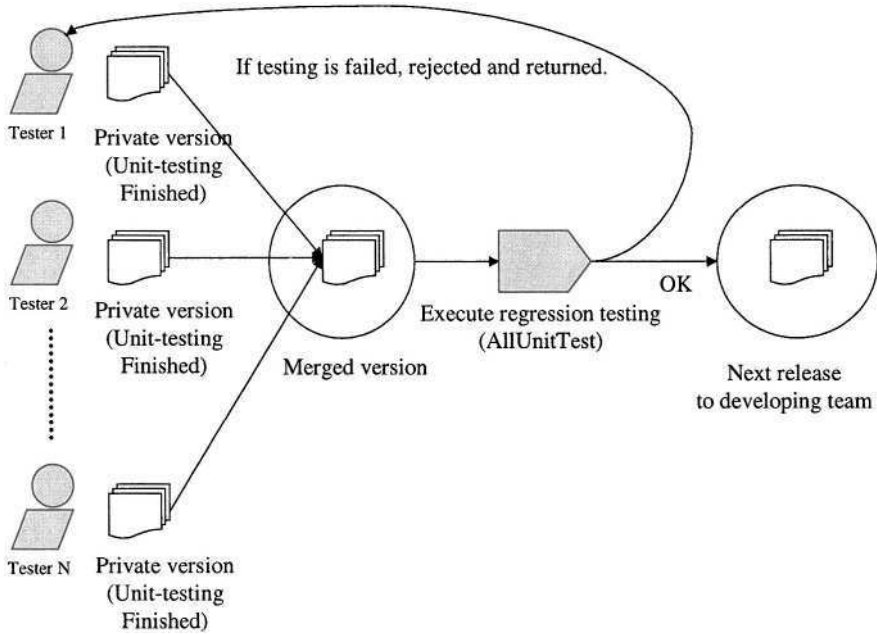 If testing is failed, rejected and returned.
Tester 1
Private version
(Unit-testing
Finished)
Tester 2
Private version
(Unit-testing
Finished)
Merged version
Execute regression testing
(AllUnitTest)
OK
Next release
to developing team
Tester N
Private version
(Unit-testing
Finished)